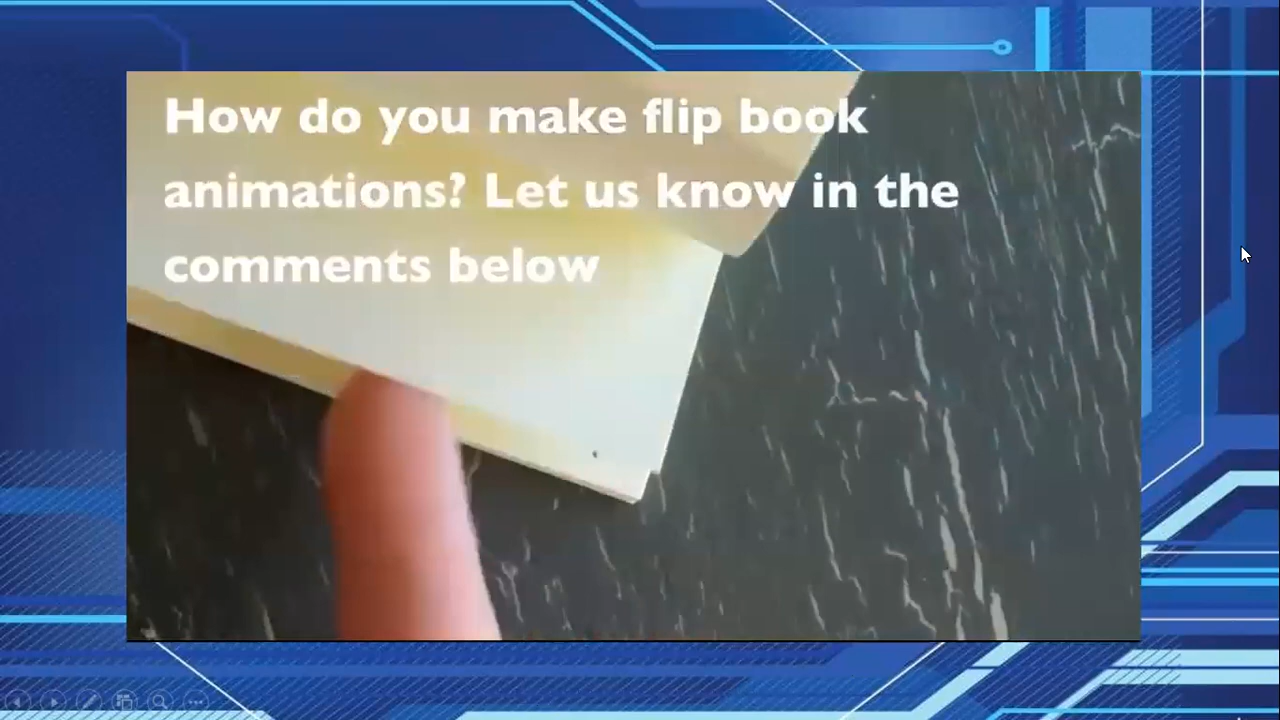 How do you make flip book
animations? Let us know in the
comments below